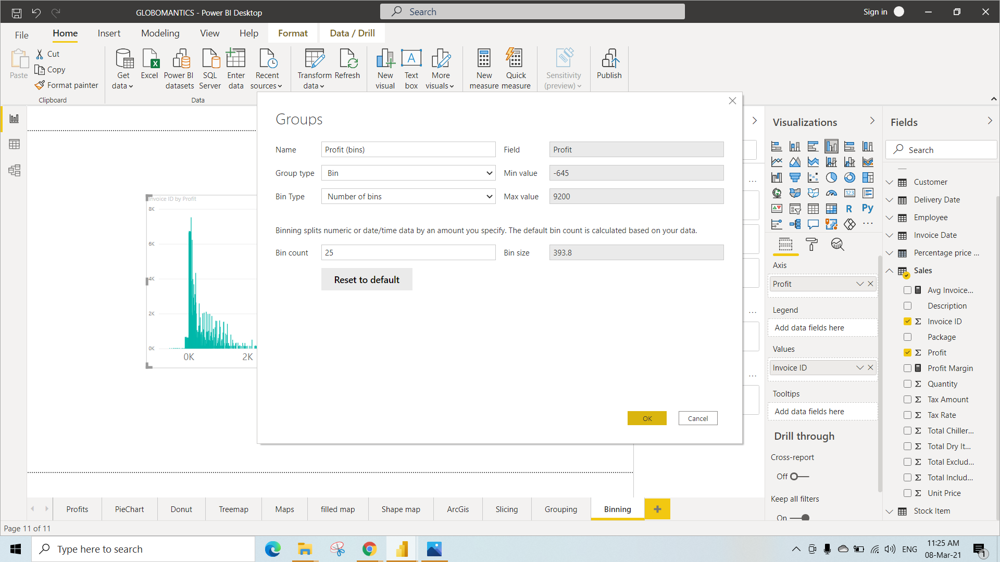 GLOBOMANTICS - Power BI Desktop
Search
Sign in
File
Home
Insert
Modeling
View
Help
Format
Data / Drill
Paste
Cut
Copy
Format painter
Clipboard
Get data
Excel
Power BI datasets
SQL Server
Enter data
Recent sources
Data
Transform data
Refresh
New visual
Text box
More visuals
New measure
Quick measure
Sensitivity (preview)
Publish
Groups
Name
Profit (bins)
Field
Profit
Group type
Bin
Min value
-645
Bin Type
Number of bins
Max value
9200
Binning splits numeric or date/time data by an amount you specify. The default bin count is calculated based on your data.
Bin count
25
Bin size
393.8
Reset to default
OK
Cancel
Invoice ID by Profit
8K
6K
4K
2K
0K
0K
2K
Visualizations
123
R
Py
...
Axis
Profit
Legend
Add data fields here
Values
Invoice ID
Tooltips
Add data fields here
Drill through
Cross-report
Off
Keep all filters
On
Fields
Search
Customer
Delivery Date
Employee
Invoice Date
Percentage price ...
Sales
Avg Invoice...
Description
Σ Invoice ID
Package
Σ Profit
Profit Margin
Σ Quantity
Σ Tax Amount
Σ Tax Rate
Σ Total Chiller...
Σ Total Dry It...
Σ Total Exclud...
Σ Total Includ...
Σ Unit Price
Stock Item
Profits
PieChart
Donut
Treemap
Maps
filled map
Shape map
ArcGis
Slicing
Grouping
Binning
Page 11 of 11
Type here to search
ENG
11:25 AM
08-Mar-21
1